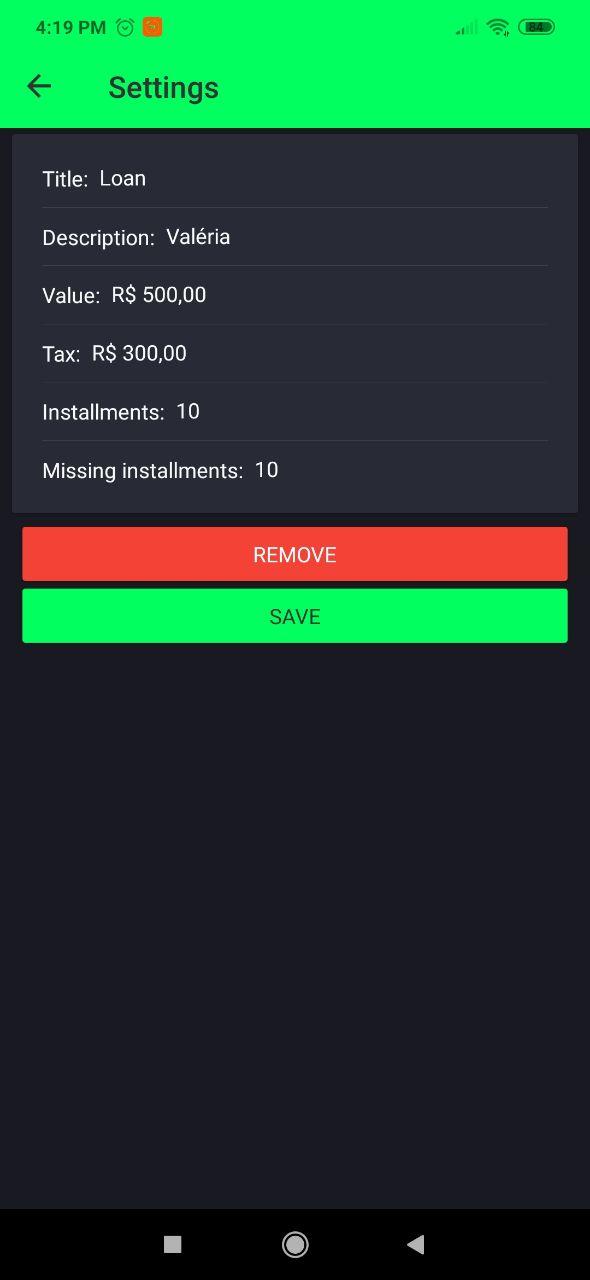 4:19 PM 84
Settings
Title: Loan
Description: Valéria
Value: R$ 500,00
Tax: R$ 300,00
Installments: 10
Missing installments: 10
REMOVE
SAVE